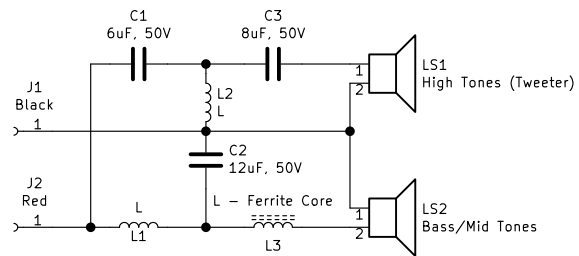 C1
6uF, 50V
C3
8uF, 50V
1
2
LS1
High Tones (Tweeter)
L2
L
J1
Black
1
C2
12uF, 50V
J2
Red
1
L
L1
L - Ferrite Core
L3
1
2
LS2
Bass/Mid Tones